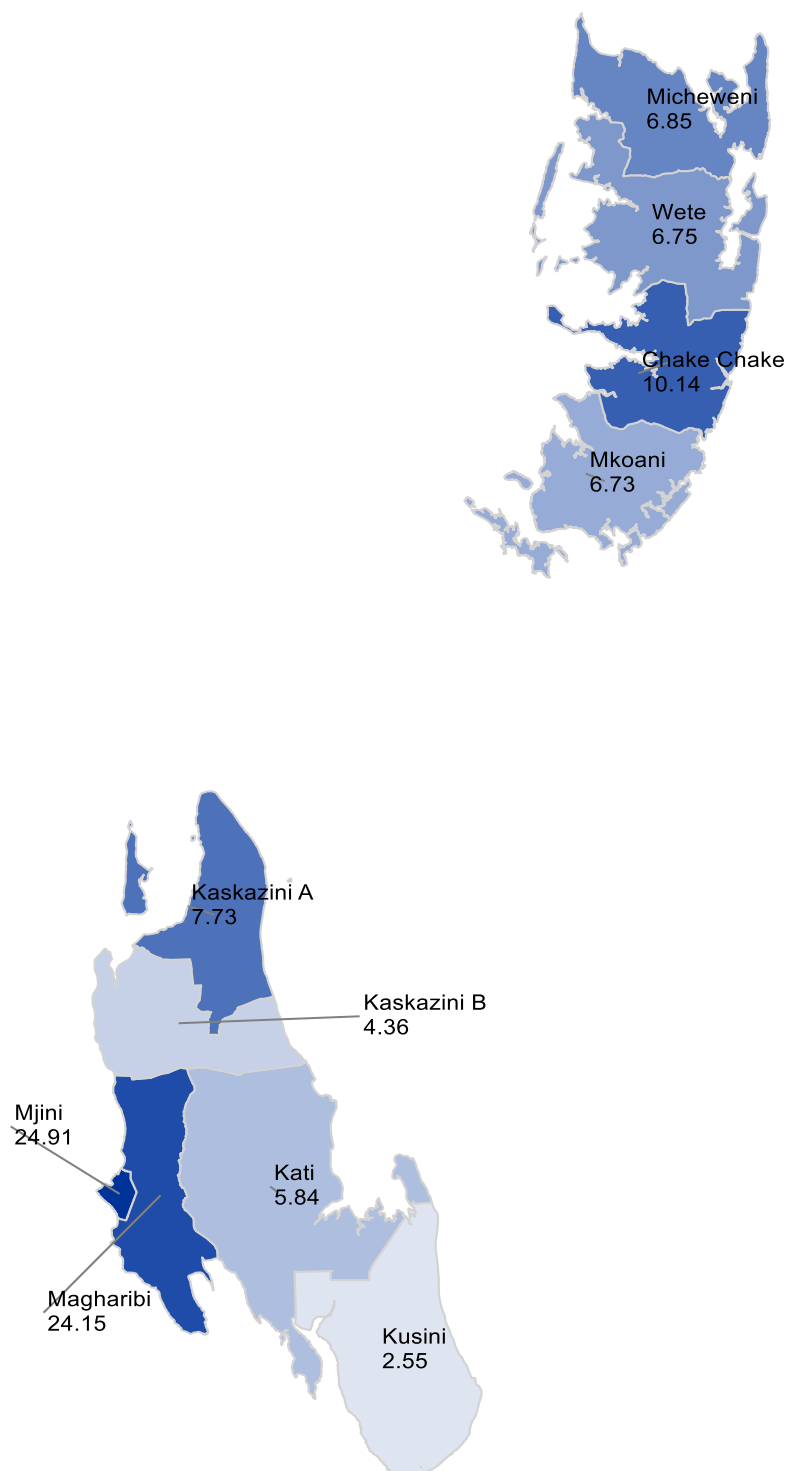 Micheweni
6.85
Wete
6.75
Chake Chake
10.14
Mkoani
6.73
Kaskazini A
7.73
Kaskazini B
4.36
Mjini
24.91
Kati
5.84
Magharibi
24.15
Kusini
2.55